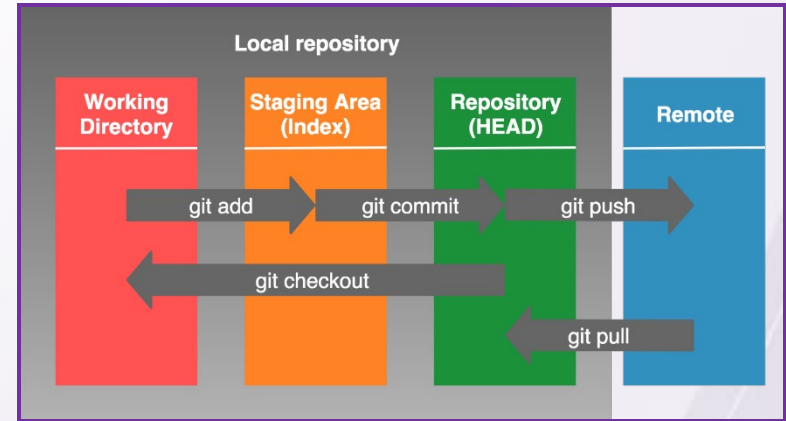 Local repository
Working
Directory
Staging Area
(Index)
Repository
(HEAD)
Remote
git add
git commit
git push
git checkout
git pull